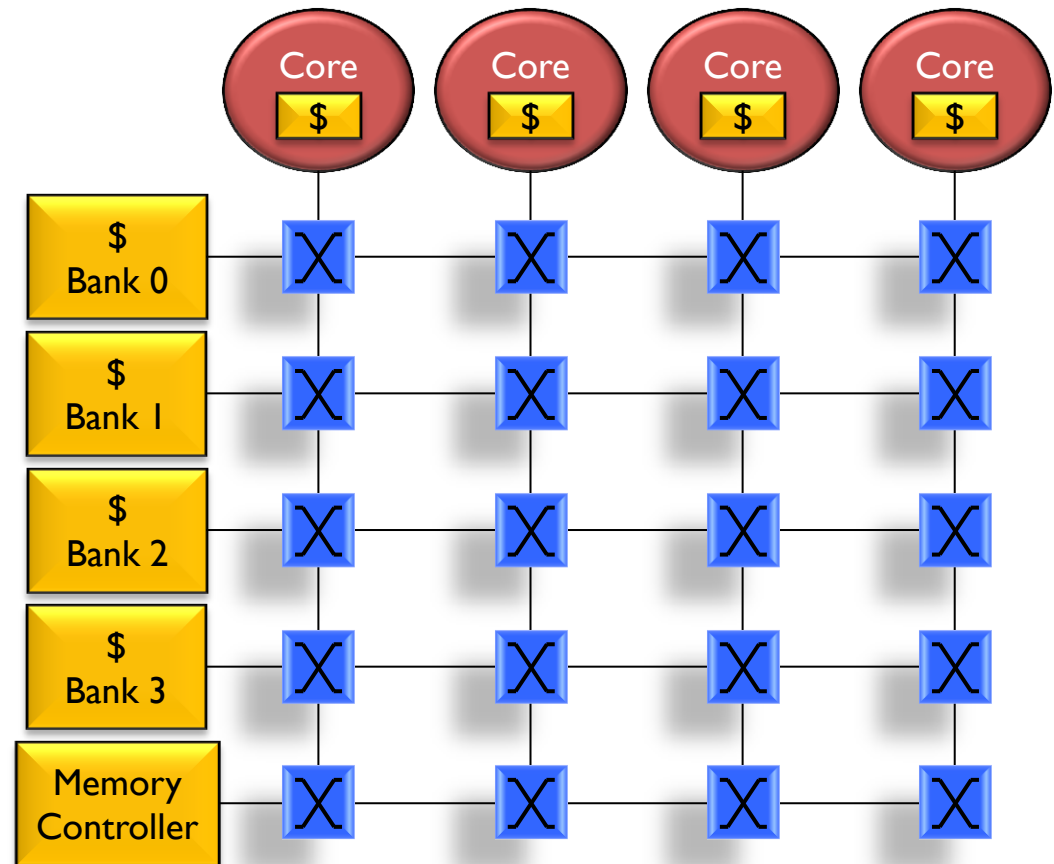 Core Core Core Core
$ $ $ $
$
Bank 0
$
Bank 1
$
Bank 2
$
Bank 3
Memory
Controller